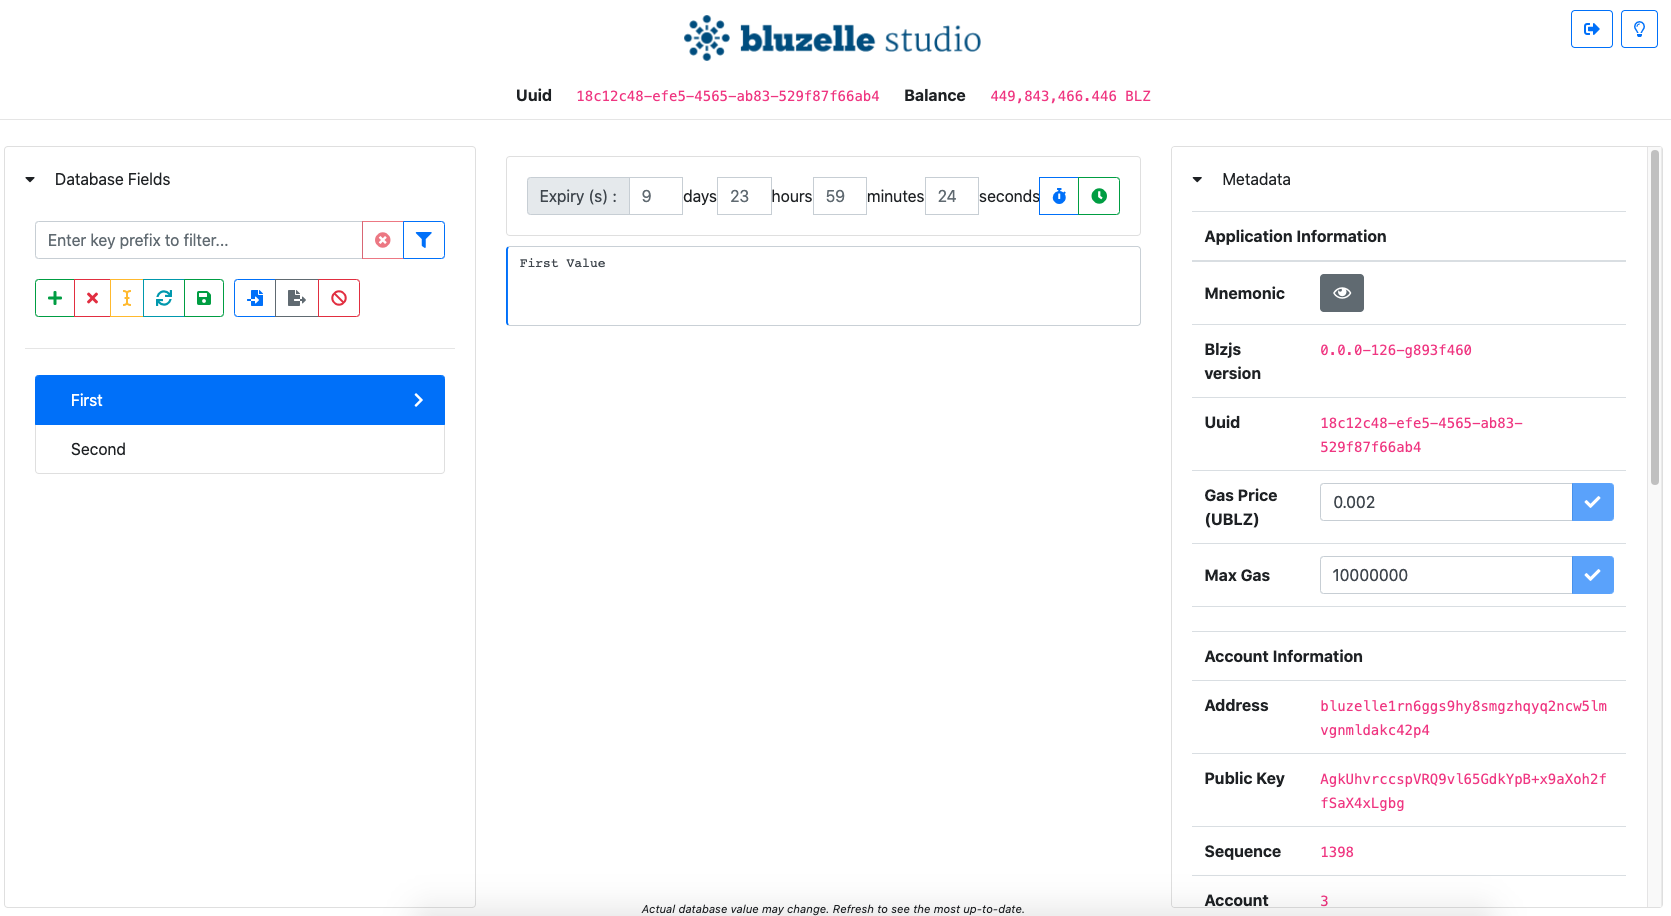 bluzelle studio
Uuid 18c12c48-efe5-4565-ab83-529f87f66ab4 Balance 449,843,466.446 BLZ
Database Fields
Enter key prefix to filter...
First
Second
Expiry (s) : 9 days 23 hours 59 minutes 24 seconds
First Value
Metadata
Application Information
Mnemonic
Blzjs version 0.0.0-126-g893f460
Uuid 18c12c48-efe5-4565-ab83-
529f87f66ab4
Gas Price (UBLZ) 0.002
Max Gas 10000000
Account Information
Address bluzelle1rn6ggs9hy8smgzhqyq2ncw5lm
vgnmldakc42p4
Public Key AgkUhvrccspVRQ9vl65GdkYpB+x9aXoh2f
fSaX4xLgbg
Sequence 1398
Account 3
Actual database value may change. Refresh to see the most up-to-date.